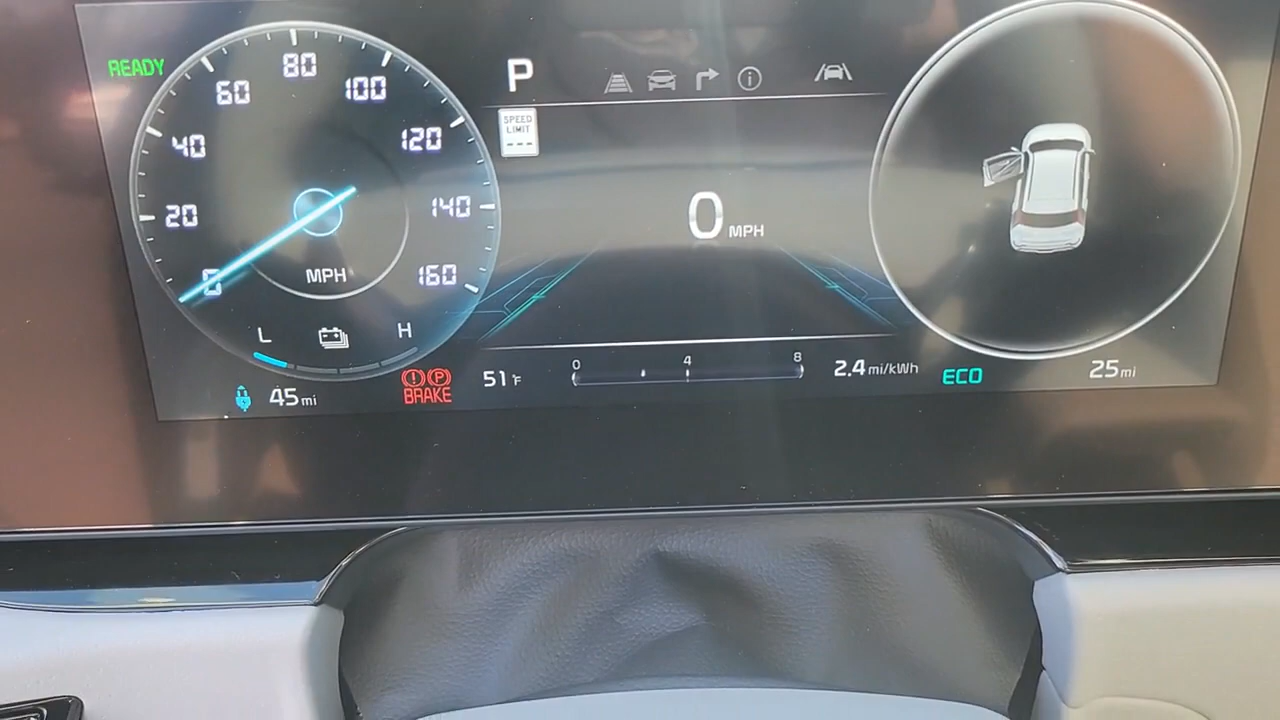 READY
0
20
40
60
80
100
120
140
160
MPH
L
H
45 mi
P
SPEED
LIMIT
---
0 MPH
BRAKE
P
51°F
0 4 8
2.4 mi/kWh
ECO
25 mi